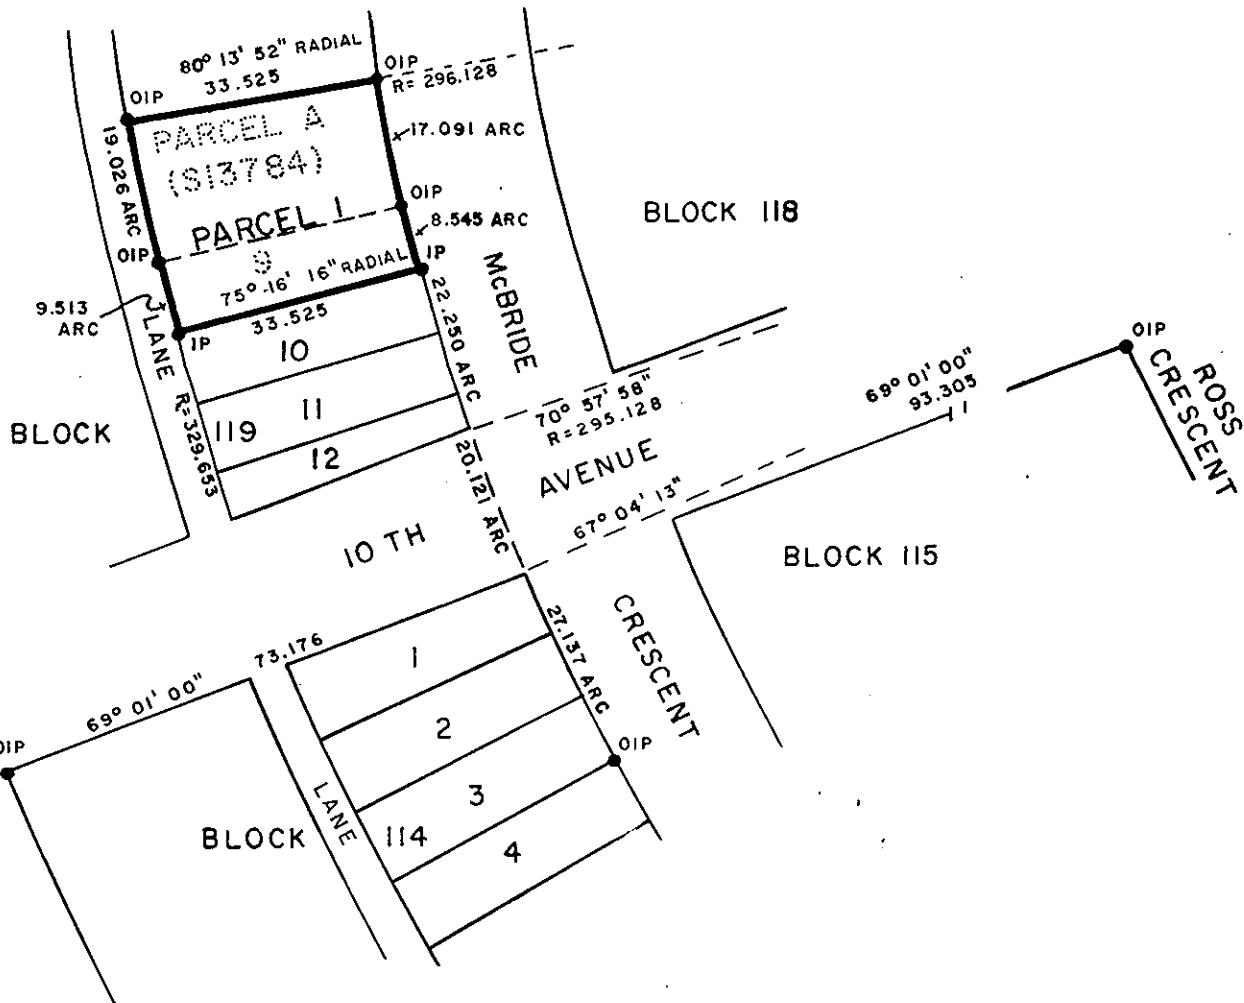 80° 13' 52" RADIAL
33.525
OIP
OIP
R= 296.128
19.026 ARC
PARCEL A
(S13784)
17.091 ARC
OIP
PARCEL 1
8.545 ARC
OIP
9
75° 16' 16" RADIAL
33.525
IP
IP
9.513
ARC
LANE
R=329.653
22.250 ARC
McBRIDE
BLOCK 118
10
11
12
BLOCK
119
70° 57' 58"
R=295.128
69° 01' 00"
93.305
OIP
ROSS
CRESCENT
20.121 ARC
10 TH
AVENUE
67° 04' 13"
BLOCK 115
CRESCENT
27.137 ARC
73.176
69° 01' 00"
OIP
1
2
3
4
OIP
LANE
BLOCK
114